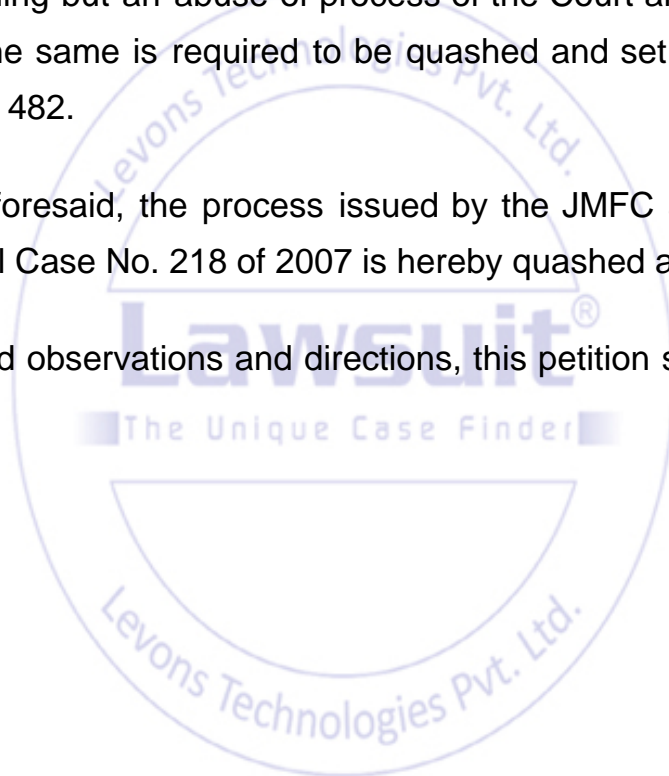 ing but an abuse of process of the Court a
he same is required to be quashed and set
482.
foresaid, the process issued by the JMFC
l Case No. 218 of 2007 is hereby quashed a
d observations and directions, this petition s
Levons Technologies Pvt. Ltd.
Lawsuit®
The Unique Case Finder
Levons Technologies Pvt. Ltd.